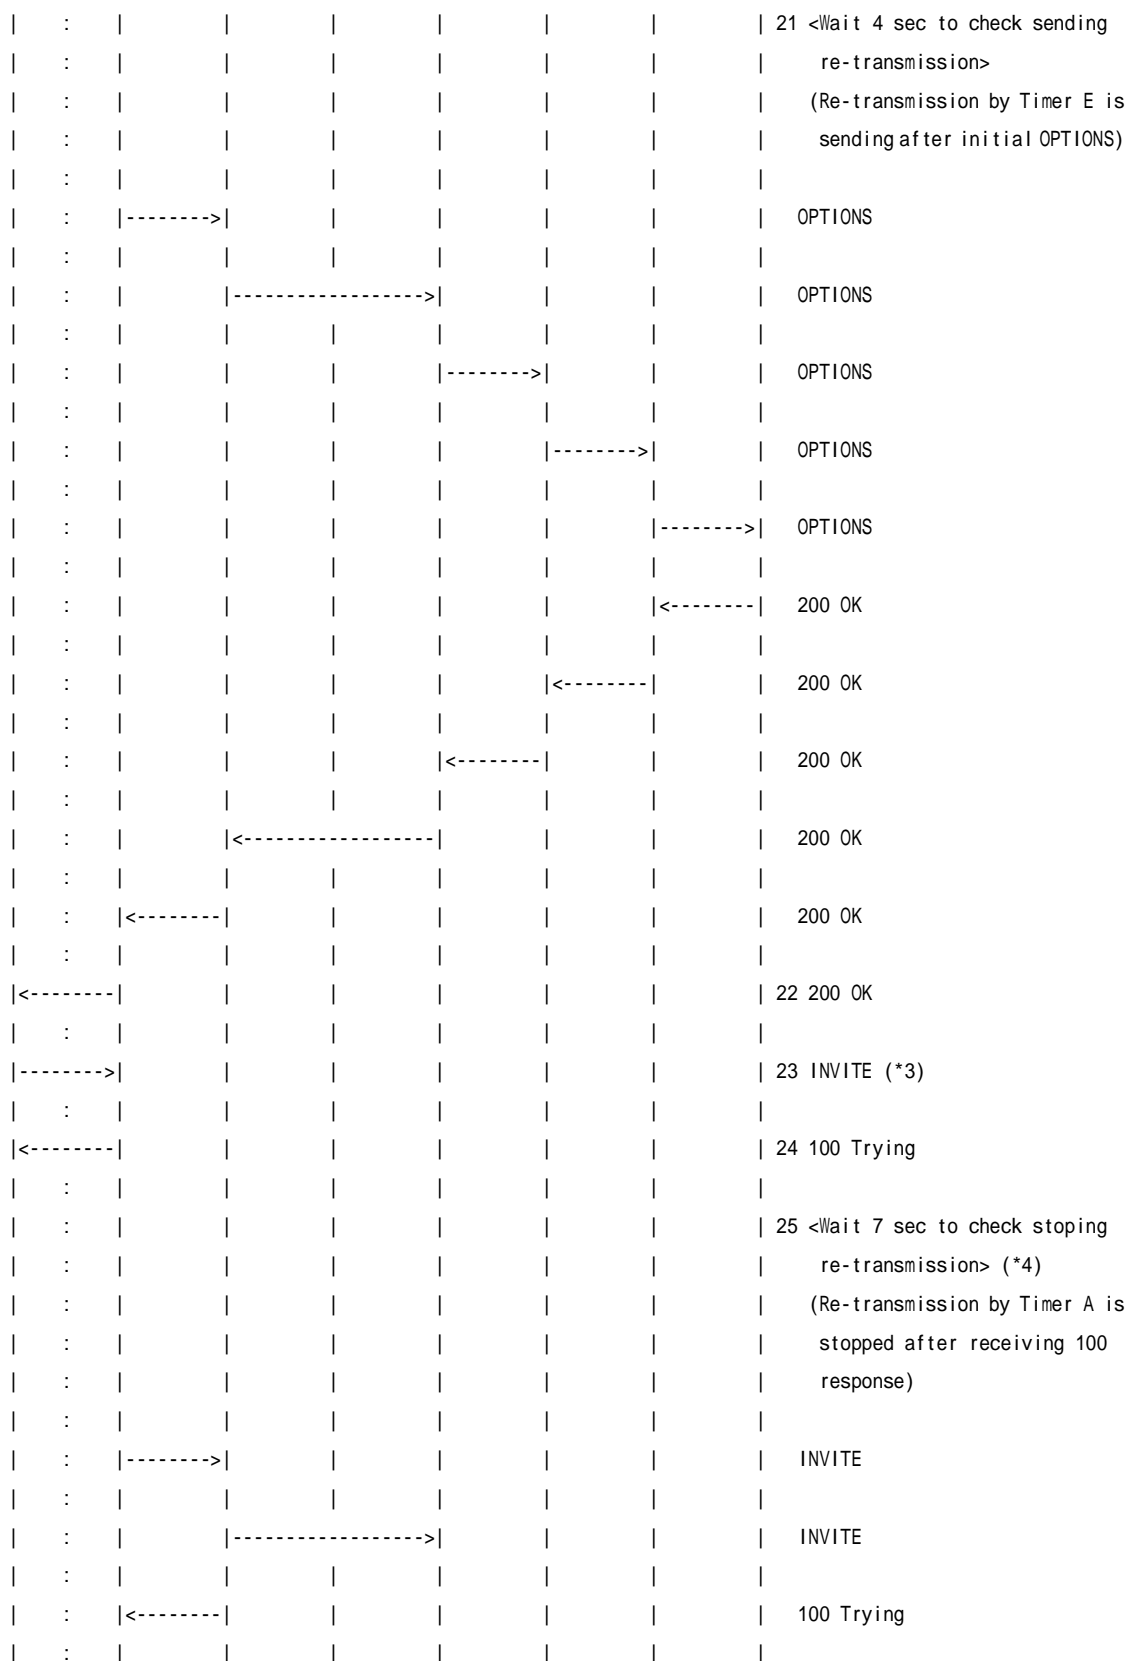 |    :    |         |         |         |         |         |         | 21 <Wait 4 sec to check sending
|    :    |         |         |         |         |         |         |     re-transmission>
|    :    |         |         |         |         |         |         |    (Re-transmission by Timer E is
|    :    |         |         |         |         |         |         |     sending after initial OPTIONS)
|    :    |         |         |         |         |         |         |
|    :    |-------->|         |         |         |         |         |   OPTIONS
|    :    |         |         |         |         |         |         |
|    :    |         |------------------>|         |         |         |   OPTIONS
|    :    |         |         |         |         |         |         |
|    :    |         |         |         |-------->|         |         |   OPTIONS
|    :    |         |         |         |         |         |         |
|    :    |         |         |         |         |-------->|         |   OPTIONS
|    :    |         |         |         |         |         |         |
|    :    |         |         |         |         |         |-------->|   OPTIONS
|    :    |         |         |         |         |         |         |
|    :    |         |         |         |         |         |<--------|   200 OK
|    :    |         |         |         |         |         |         |
|    :    |         |         |         |         |<--------|         |   200 OK
|    :    |         |         |         |         |         |         |
|    :    |         |         |         |<--------|         |         |   200 OK
|    :    |         |         |         |         |         |         |
|    :    |         |<------------------|         |         |         |   200 OK
|    :    |         |         |         |         |         |         |
|    :    |<--------|         |         |         |         |         |   200 OK
|    :    |         |         |         |         |         |         |
|<--------|         |         |         |         |         |         | 22 200 OK
|    :    |         |         |         |         |         |         |
|-------->|         |         |         |         |         |         | 23 INVITE (*3)
|    :    |         |         |         |         |         |         |
|<--------|         |         |         |         |         |         | 24 100 Trying
|    :    |         |         |         |         |         |         |
|    :    |         |         |         |         |         |         | 25 <Wait 7 sec to check stoping
|    :    |         |         |         |         |         |         |     re-transmission> (*4)
|    :    |         |         |         |         |         |         |    (Re-transmission by Timer A is
|    :    |         |         |         |         |         |         |     stopped after receiving 100
|    :    |         |         |         |         |         |         |     response)
|    :    |         |         |         |         |         |         |
|    :    |-------->|         |         |         |         |         |   INVITE
|    :    |         |         |         |         |         |         |
|    :    |         |------------------>|         |         |         |   INVITE
|    :    |         |         |         |         |         |         |
|    :    |<--------|         |         |         |         |         |   100 Trying
|    :    |         |         |         |         |         |         |